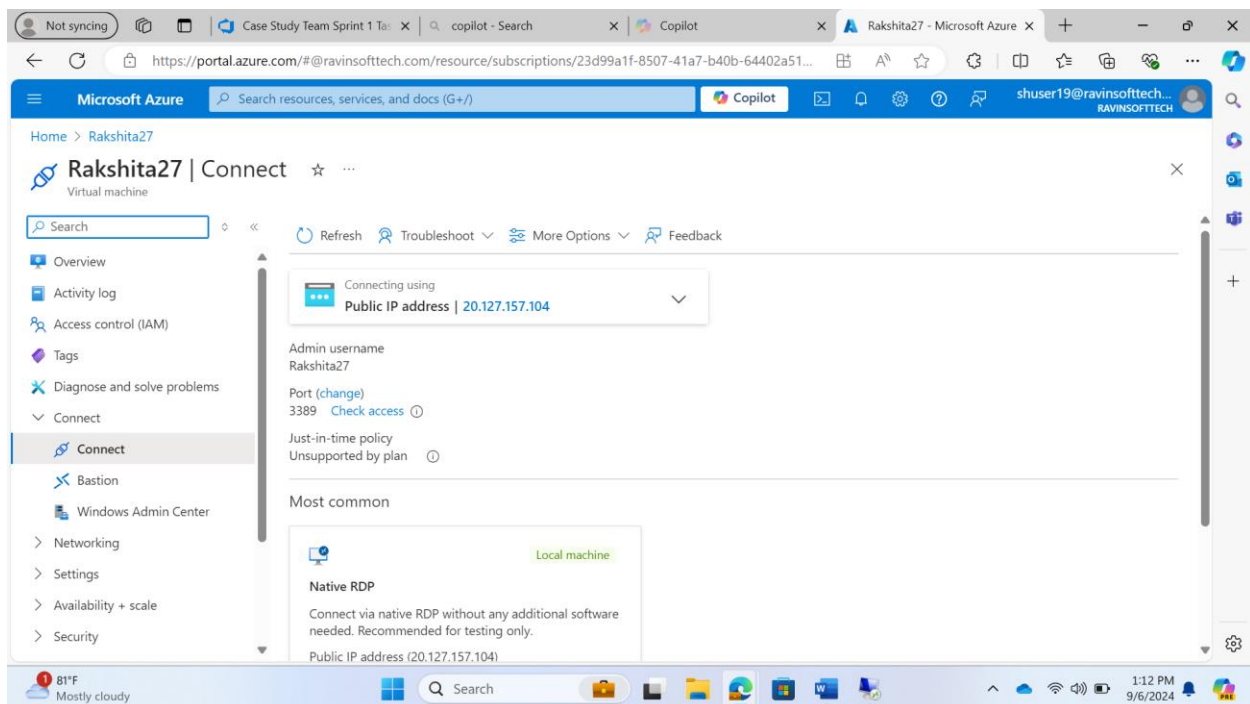 Not syncing
Case Study Team Sprint 1 Tas
copilot - Search
Copilot
Rakshita27 - Microsoft Azure
https://portal.azure.com/#@ravinsofttech.com/resource/subscriptions/23d99a1f-8507-41a7-b40b-64402a51...
Microsoft Azure
Search resources, services, and docs (G+/)
Copilot
shuser19@ravinsofttech...
RAVINSOFTTECH
Home > Rakshita27
Rakshita27 | Connect
Virtual machine
Search
Refresh Troubleshoot More Options Feedback
Overview
Activity log
Access control (IAM)
Tags
Diagnose and solve problems
Connect
Connect
Bastion
Windows Admin Center
Networking
Settings
Availability + scale
Security
Connecting using
Public IP address | 20.127.157.104
Admin username
Rakshita27
Port (change)
3389 Check access
Just-in-time policy
Unsupported by plan
Most common
Local machine
Native RDP
Connect via native RDP without any additional software
needed. Recommended for testing only.
Public IP address (20.127.157.104)
1
81°F
Mostly cloudy
Search
1:12 PM
9/6/2024
PRE